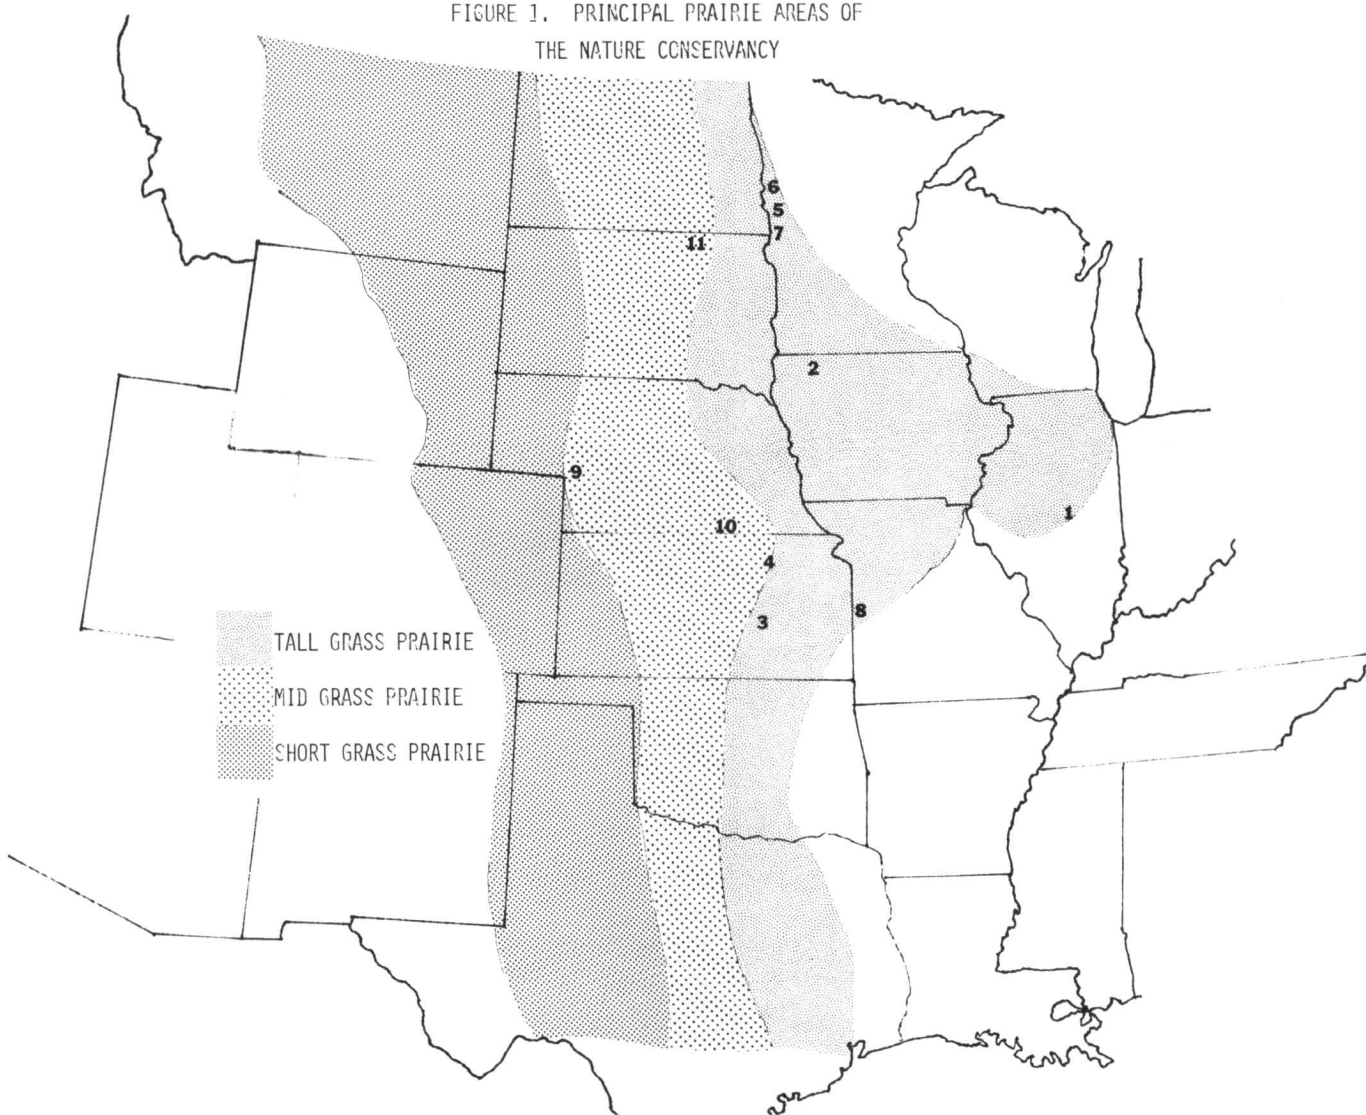 FIGURE 1. PRINCIPAL PRAIRIE AREAS OF
THE NATURE CONSERVANCY
6
5
7
11
2
9
1
10
4
8
3
TALL GRASS PRAIRIE
MID GRASS PRAIRIE
SHORT GRASS PRAIRIE